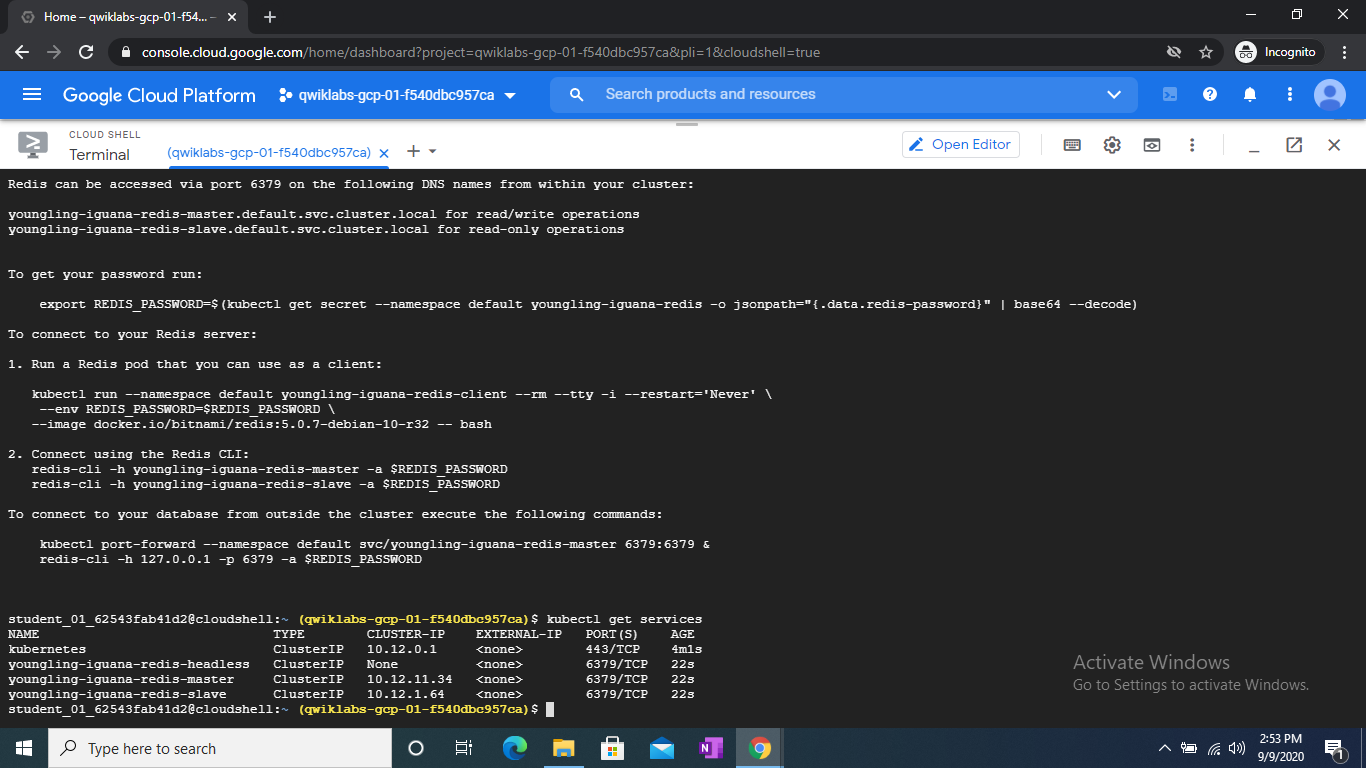 Home – qwiklabs-gcp-01-f54... –
console.cloud.google.com/home/dashboard?project=qwiklabs-gcp-01-f540dbc957ca&pli=1&cloudshell=true
Incognito
Google Cloud Platform
qwiklabs-gcp-01-f540dbc957ca
Search products and resources
CLOUD SHELL
Terminal
(qwiklabs-gcp-01-f540dbc957ca)
Open Editor
Redis can be accessed via port 6379 on the following DNS names from within your cluster:
youngling-iguana-redis-master.default.svc.cluster.local for read/write operations
youngling-iguana-redis-slave.default.svc.cluster.local for read-only operations
To get your password run:
export REDIS_PASSWORD=$(kubectl get secret --namespace default youngling-iguana-redis -o jsonpath="{.data.redis-password}" | base64 --decode)
To connect to your Redis server:
1. Run a Redis pod that you can use as a client:
kubectl run --namespace default youngling-iguana-redis-client --rm --tty -i --restart='Never' \
--env REDIS_PASSWORD=$REDIS_PASSWORD \
--image docker.io/bitnami/redis:5.0.7-debian-10-r32 -- bash
2. Connect using the Redis CLI:
redis-cli -h youngling-iguana-redis-master -a $REDIS_PASSWORD
redis-cli -h youngling-iguana-redis-slave -a $REDIS_PASSWORD
To connect to your database from outside the cluster execute the following commands:
kubectl port-forward --namespace default svc/youngling-iguana-redis-master 6379:6379 &
redis-cli -h 127.0.0.1 -p 6379 -a $REDIS_PASSWORD
student_01_62543fab41d2@cloudshell:~ (qwiklabs-gcp-01-f540dbc957ca)$ kubectl get services
NAME TYPE CLUSTER-IP EXTERNAL-IP PORT(S) AGE
kubernetes ClusterIP 10.12.0.1 <none> 443/TCP 4m1s
youngling-iguana-redis-headless ClusterIP None <none> 6379/TCP 22s
youngling-iguana-redis-master ClusterIP 10.12.11.34 <none> 6379/TCP 22s
youngling-iguana-redis-slave ClusterIP 10.12.1.64 <none> 6379/TCP 22s
student_01_62543fab41d2@cloudshell:~ (qwiklabs-gcp-01-f540dbc957ca)$
Activate Windows
Go to Settings to activate Windows.
Type here to search
N
2:53 PM
9/9/2020
1